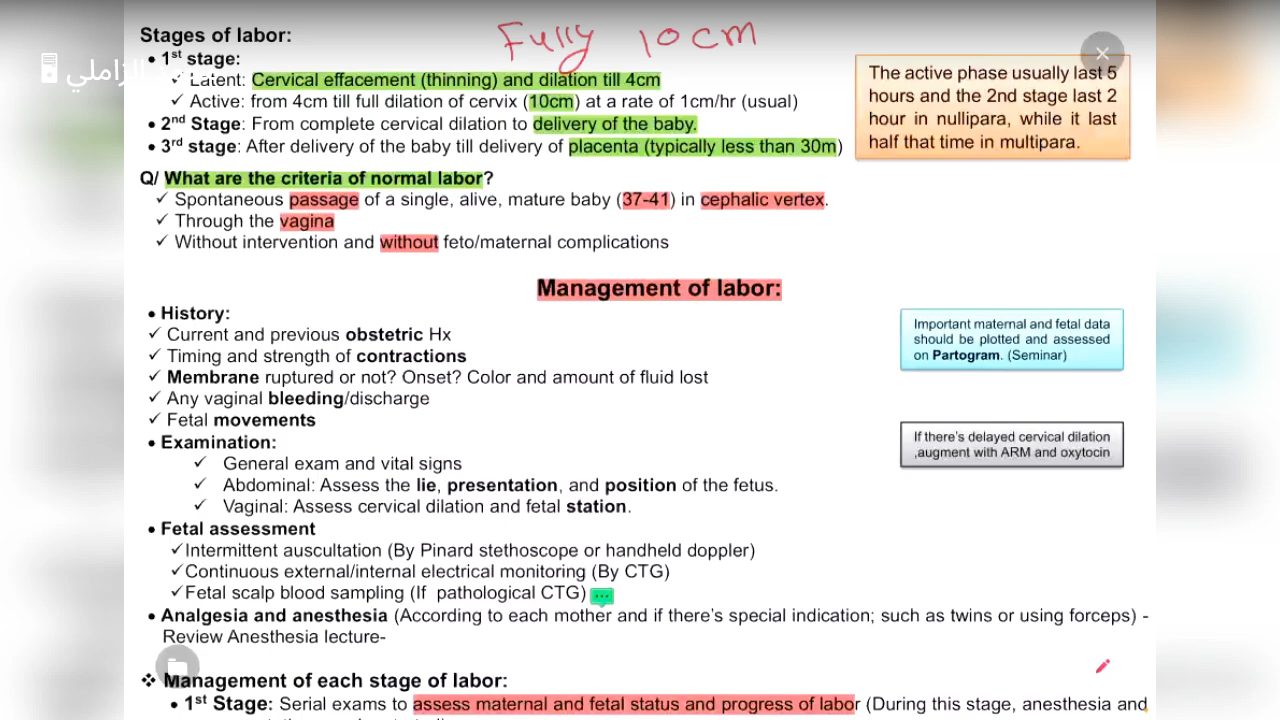 Fully 10 cm
Stages of labor:
• 1st stage:
الزاملي
✓ Latent: Cervical effacement (thinning) and dilation till 4cm
✓ Active: from 4cm till full dilation of cervix (10cm) at a rate of 1cm/hr (usual)
• 2nd Stage: From complete cervical dilation to delivery of the baby.
• 3rd stage: After delivery of the baby till delivery of placenta (typically less than 30m)
The active phase usually last 5
hours and the 2nd stage last 2
hour in nullipara, while it last
half that time in multipara.
Q/ What are the criteria of normal labor?
✓ Spontaneous passage of a single, alive, mature baby (37-41) in cephalic vertex.
✓ Through the vagina
✓ Without intervention and without feto/maternal complications
Management of labor:
• History:
✓ Current and previous obstetric Hx
✓ Timing and strength of contractions
✓ Membrane ruptured or not? Onset? Color and amount of fluid lost
✓ Any vaginal bleeding/discharge
✓ Fetal movements
Important maternal and fetal data
should be plotted and assessed
on Partogram. (Seminar)
• Examination:
✓ General exam and vital signs
✓ Abdominal: Assess the lie, presentation, and position of the fetus.
✓ Vaginal: Assess cervical dilation and fetal station.
If there's delayed cervical dilation
,augment with ARM and oxytocin
• Fetal assessment
✓Intermittent auscultation (By Pinard stethoscope or handheld doppler)
✓Continuous external/internal electrical monitoring (By CTG)
✓Fetal scalp blood sampling (If pathological CTG)
• Analgesia and anesthesia (According to each mother and if there's special indication; such as twins or using forceps) -
Review Anesthesia lecture-
❖ Management of each stage of labor:
• 1st Stage: Serial exams to assess maternal and fetal status and progress of labor (During this stage, anesthesia and